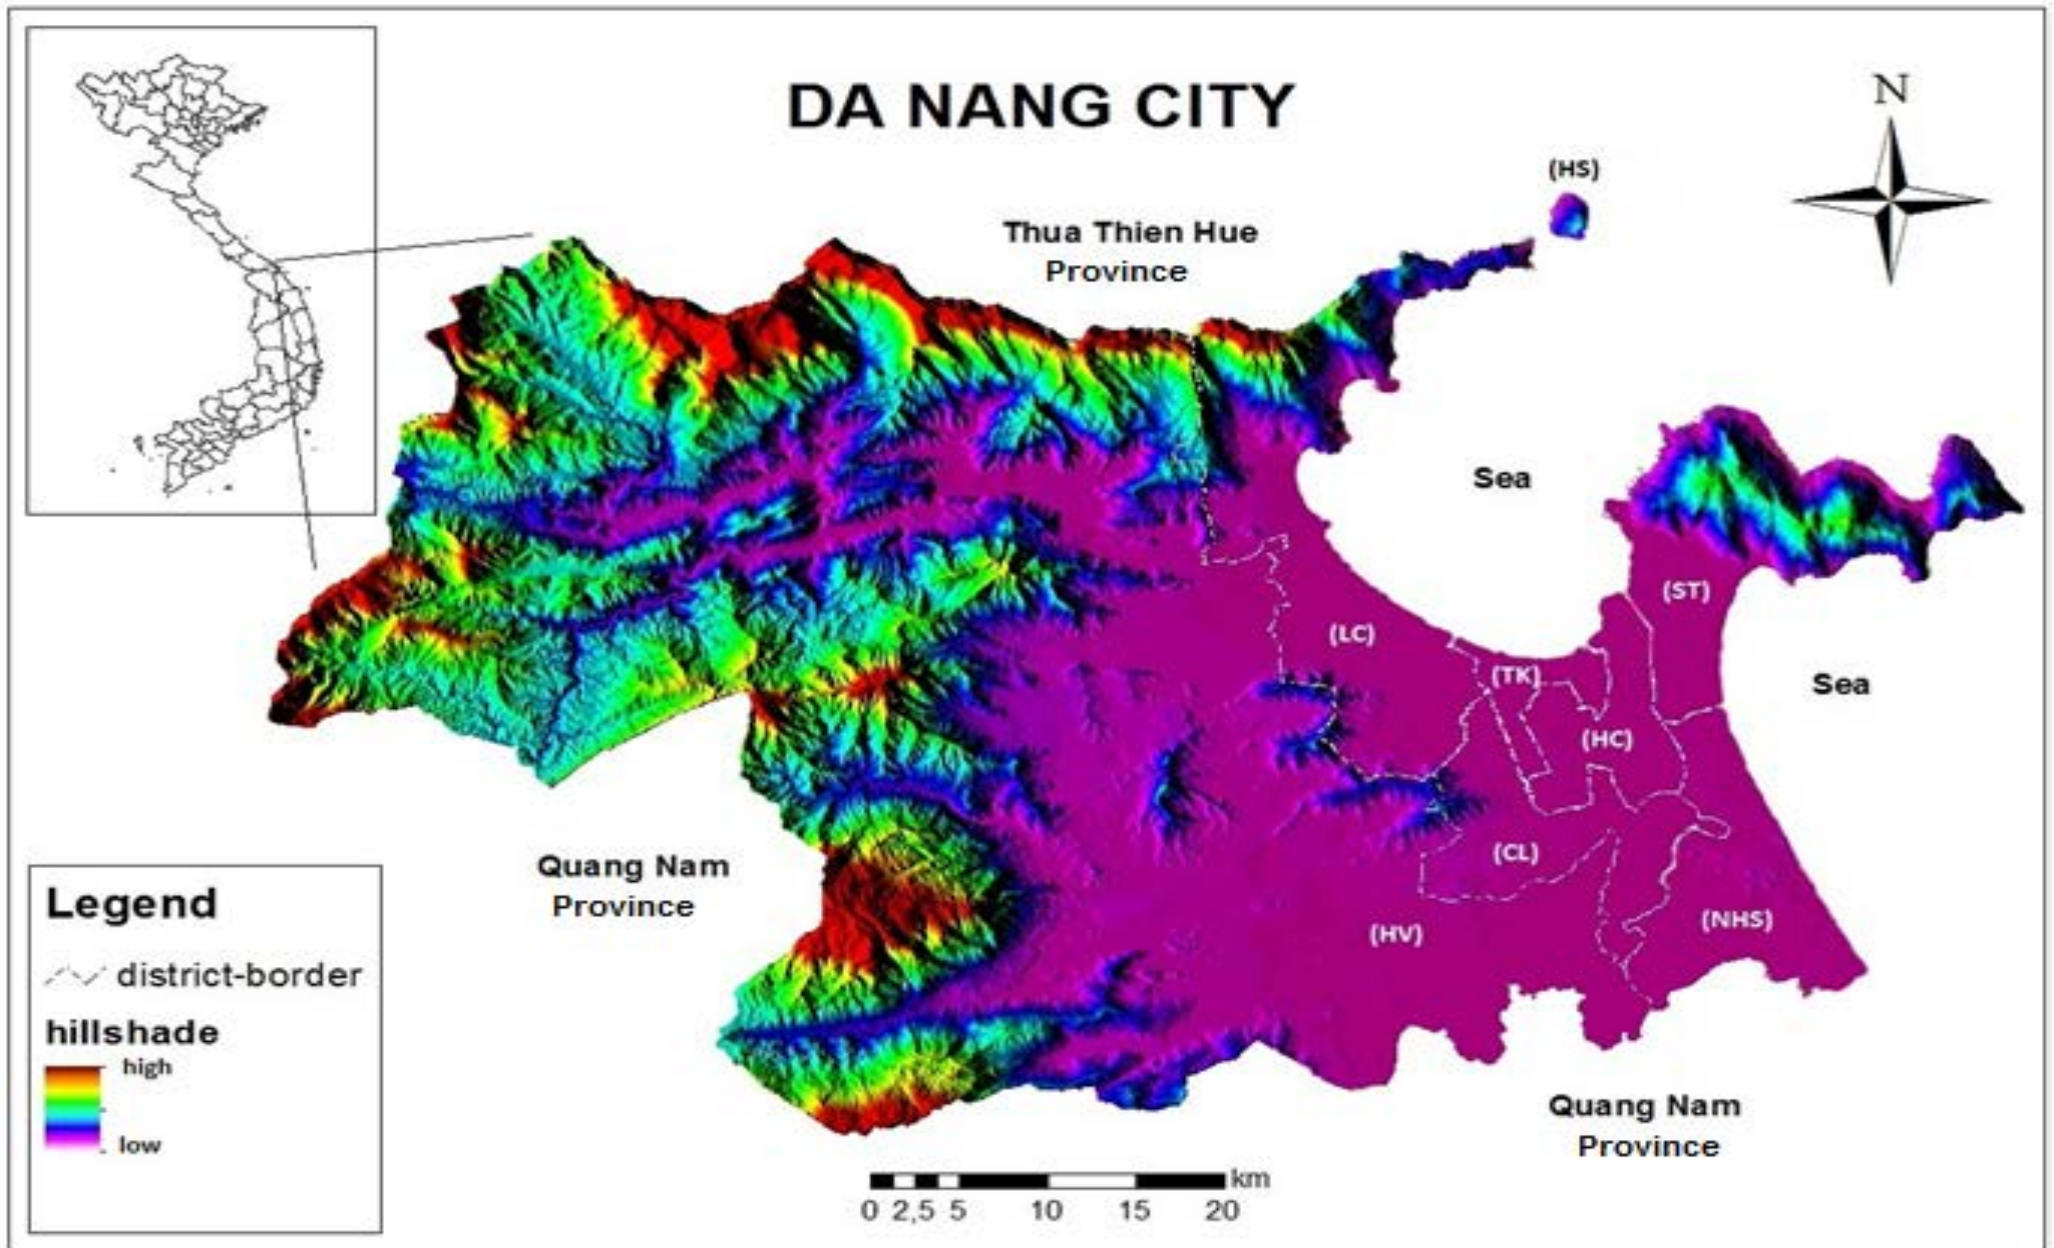 DA NANG CITY
N
(HS)
Thua Thien Hue
Province
Sea
(ST)
(LC)
(TK)
Sea
(HC)
Quang Nam
Province
(CL)
(HV)
(NHS)
Legend
district-border
hillshade
high
low
Quang Nam
Province
km
0 2,5 5 10 15 20